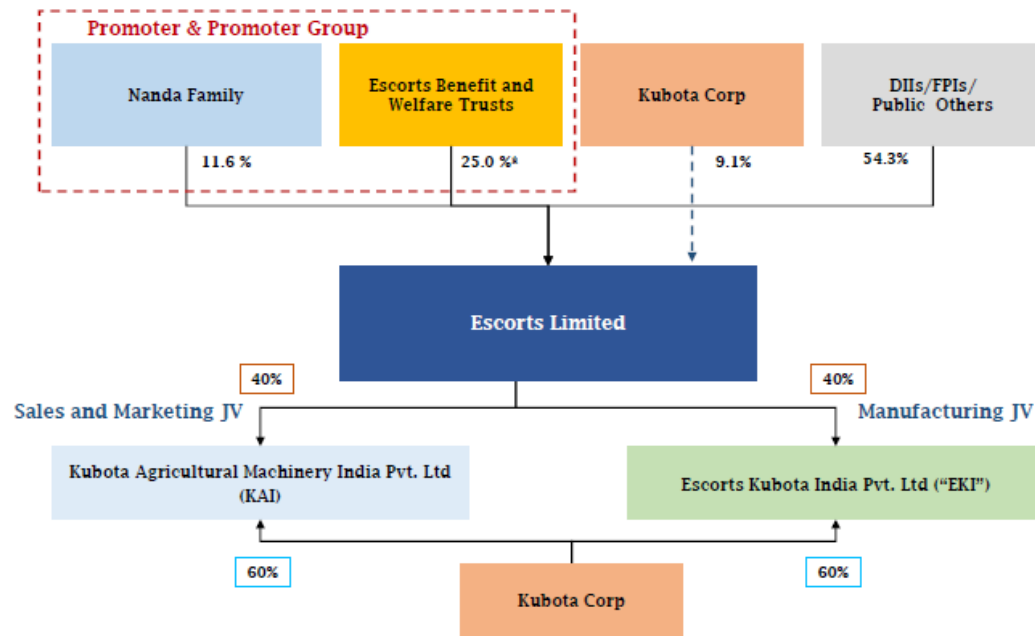 Promoter & Promoter Group
Nanda Family
Escorts Benefit and
Welfare Trusts
Kubota Corp
DIIs/FPIs/
Public Others
11.6 %
25.0 %*
9.1%
54.3%
Escorts Limited
40%
40%
Sales and Marketing JV
Manufacturing JV
Kubota Agricultural Machinery India Pvt. Ltd
(KAI)
Escorts Kubota India Pvt. Ltd (“EKI”)
60%
60%
Kubota Corp